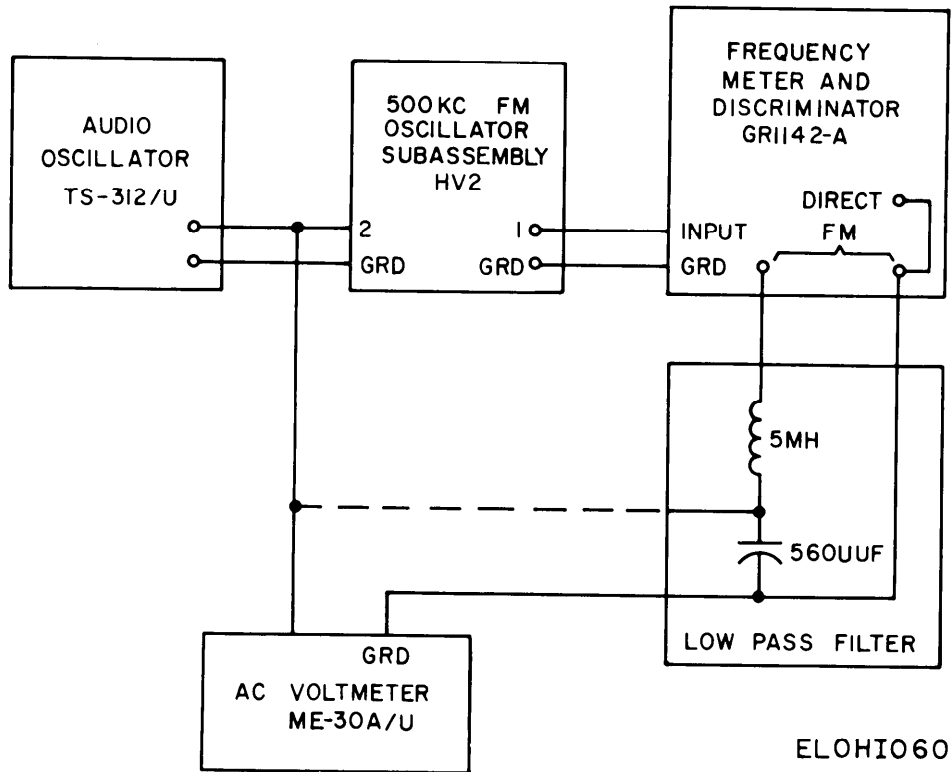 AUDIO
OSCILLATOR
TS-312/U
500KC FM
OSCILLATOR
SUBASSEMBLY
HV2
2
1
GRD
GRD
FREQUENCY
METER AND
DISCRIMINATOR
GR1142-A
DIRECT
INPUT
FM
GRD
5MH
560UUF
LOW PASS FILTER
GRD
AC VOLTMETER
ME-30A/U
ELOHI060